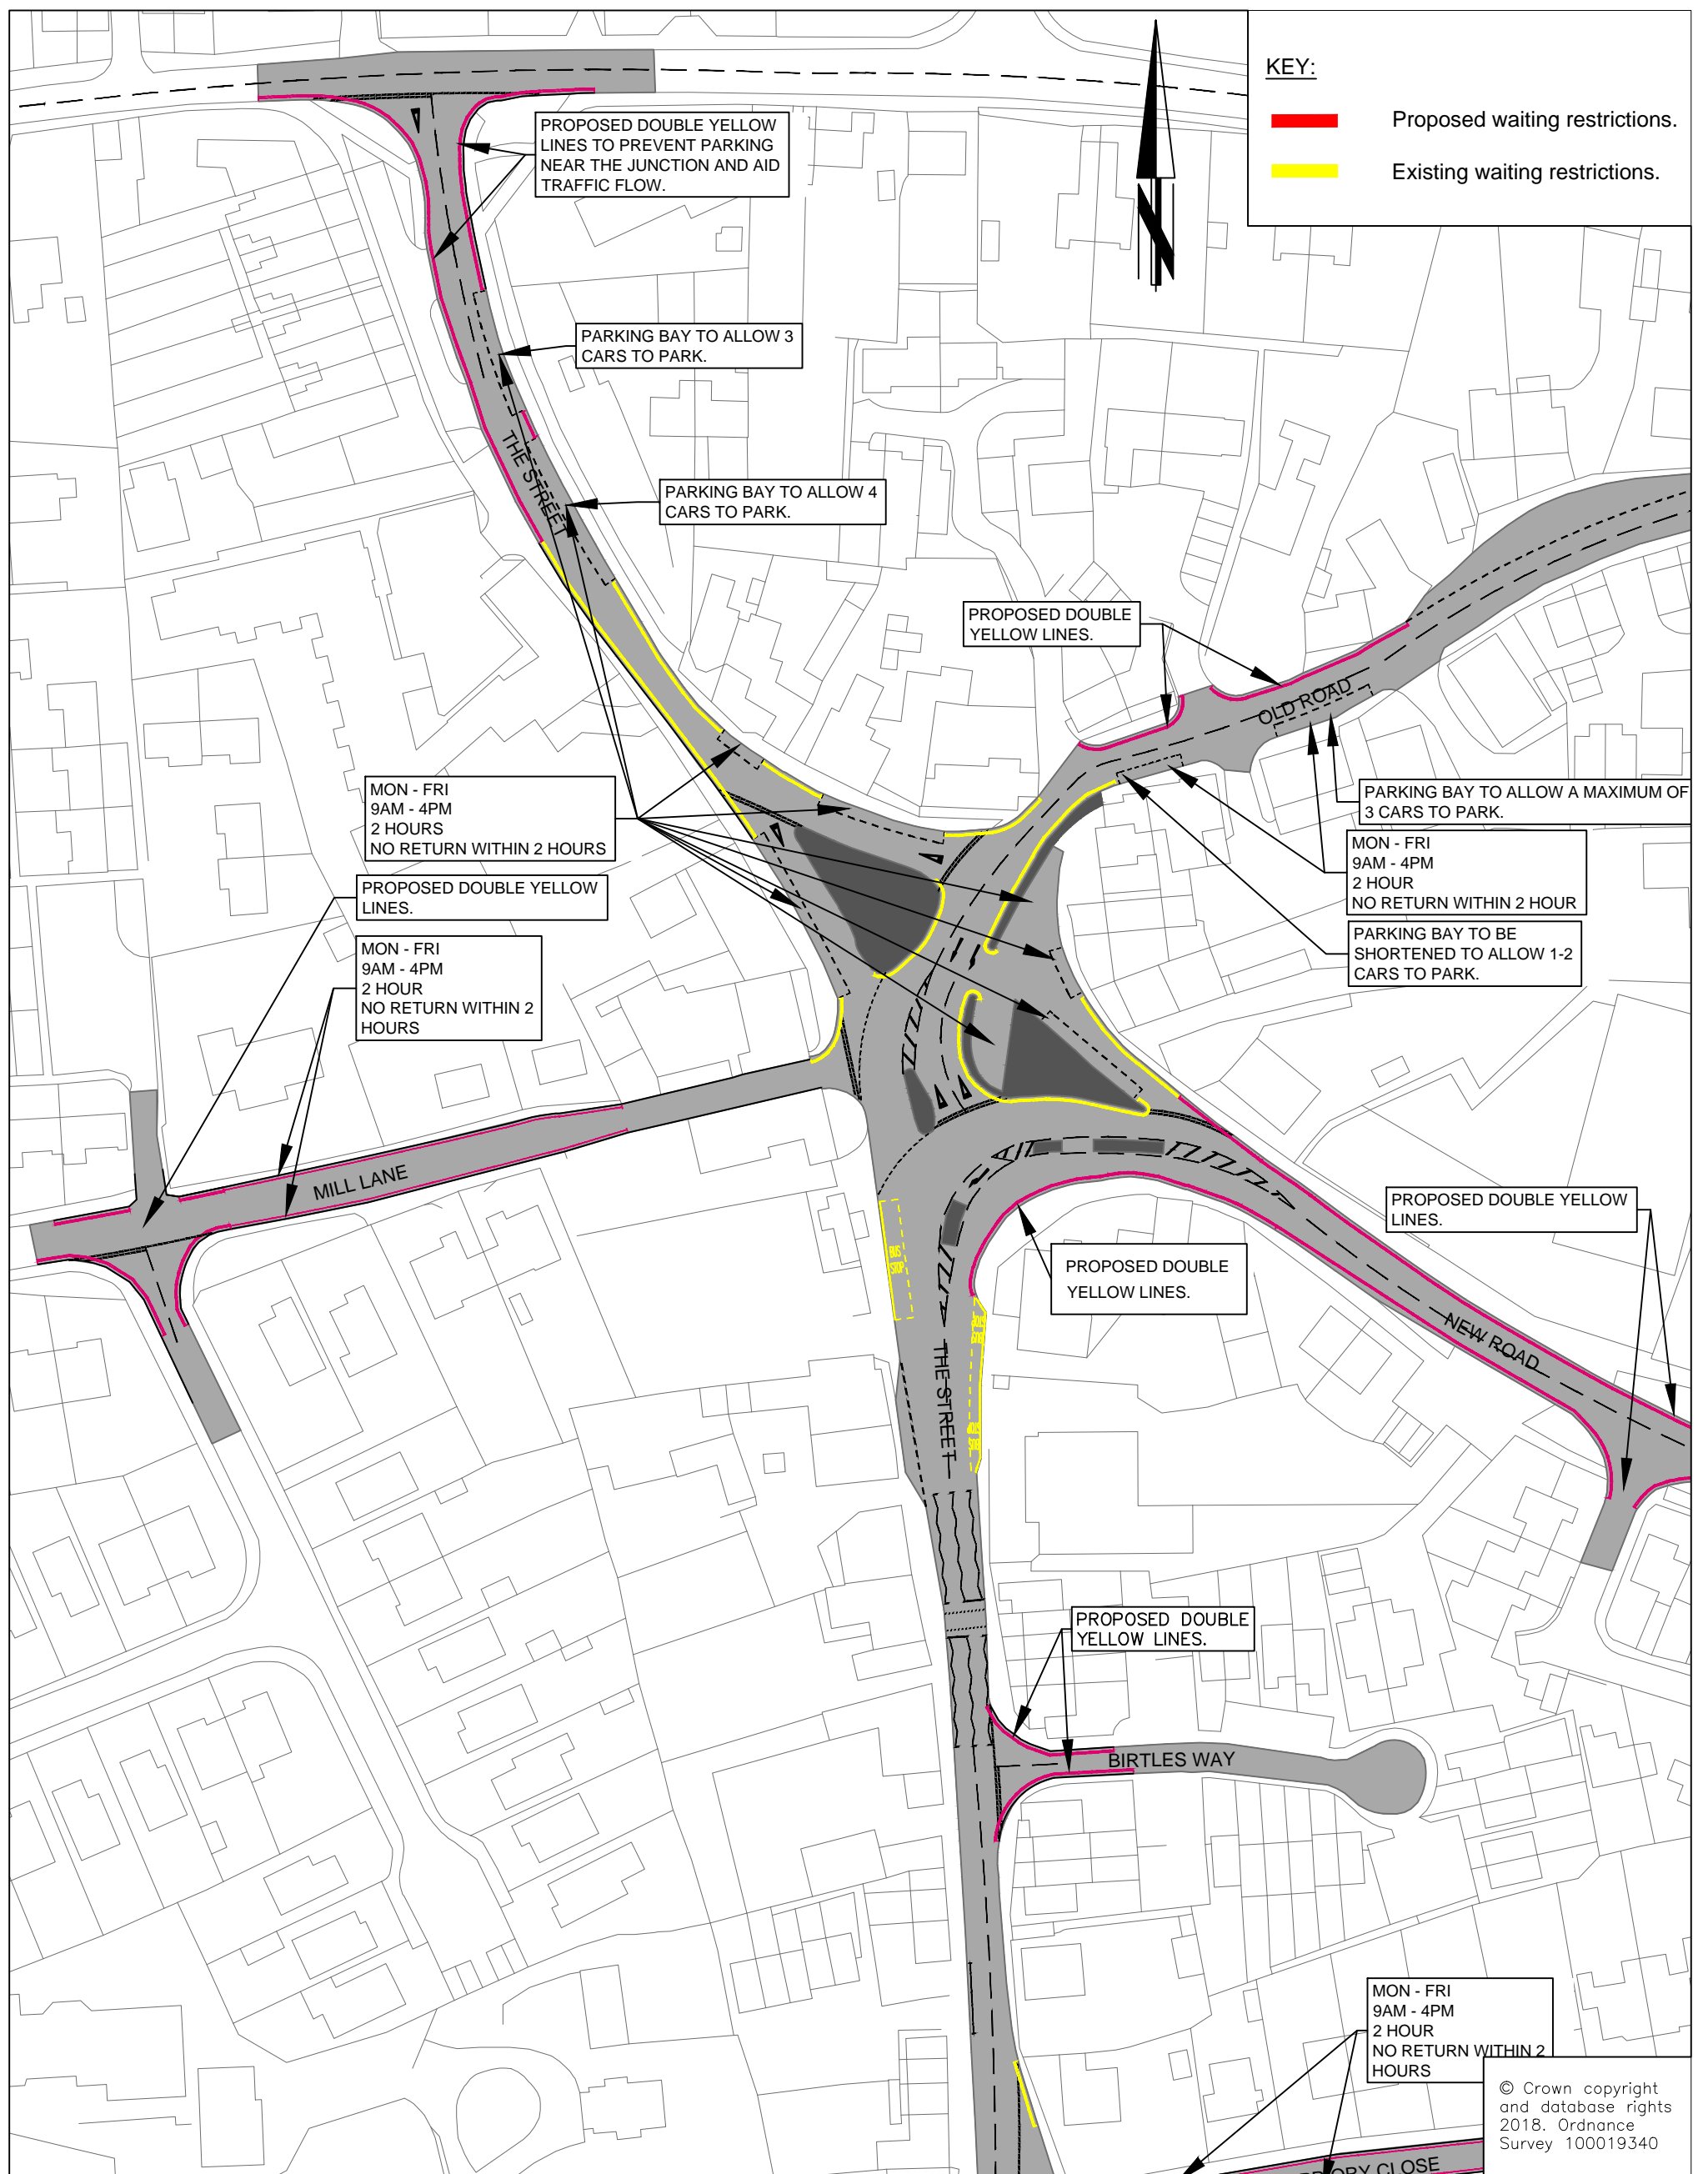 KEY:
Proposed waiting restrictions.
Existing waiting restrictions.
PROPOSED DOUBLE YELLOW
LINES TO PREVENT PARKING
NEAR THE JUNCTION AND AID
TRAFFIC FLOW.
PARKING BAY TO ALLOW 3
CARS TO PARK.
THE STREET
PARKING BAY TO ALLOW 4
CARS TO PARK.
PROPOSED DOUBLE
YELLOW LINES.
OLD ROAD
MON - FRI
9AM - 4PM
2 HOURS
NO RETURN WITHIN 2 HOURS
PARKING BAY TO ALLOW A MAXIMUM OF
3 CARS TO PARK.
MON - FRI
9AM - 4PM
2 HOUR
NO RETURN WITHIN 2 HOUR
PROPOSED DOUBLE YELLOW
LINES.
PARKING BAY TO BE
SHORTENED TO ALLOW 1-2
CARS TO PARK.
MON - FRI
9AM - 4PM
2 HOUR
NO RETURN WITHIN 2
HOURS
MILL LANE
PROPOSED DOUBLE YELLOW
LINES.
BUS
STOP
PROPOSED DOUBLE
YELLOW LINES.
NEW ROAD
THE STREET
PROPOSED DOUBLE
YELLOW LINES.
BIRTLES WAY
MON - FRI
9AM - 4PM
2 HOUR
NO RETURN WITHIN 2
HOURS
© Crown copyright
and database rights
2018. Ordnance
Survey 100019340
CLOSE